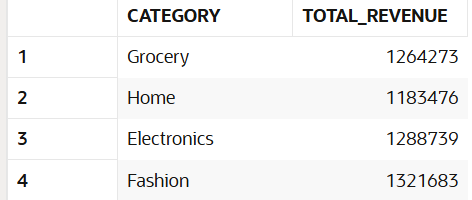 CATEGORY TOTAL_REVENUE
1 Grocery 1264273
2 Home 1183476
3 Electronics 1288739
4 Fashion 1321683